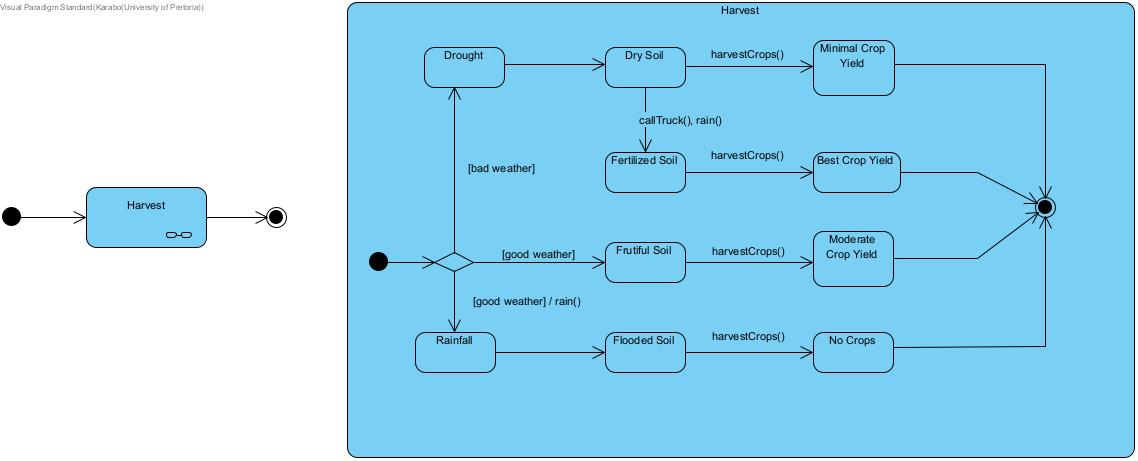 Visual Paradigm Standard(Karabo(University of Pretoria))
Harvest
Harvest
Drought
Dry Soil
harvestCrops()
Minimal Crop
Yield
callTruck(), rain()
[bad weather]
Fertilized Soil
harvestCrops()
Best Crop Yield
[good weather]
Frutiful Soil
harvestCrops()
Moderate
Crop Yield
[good weather] / rain()
Rainfall
Flooded Soil
harvestCrops()
No Crops